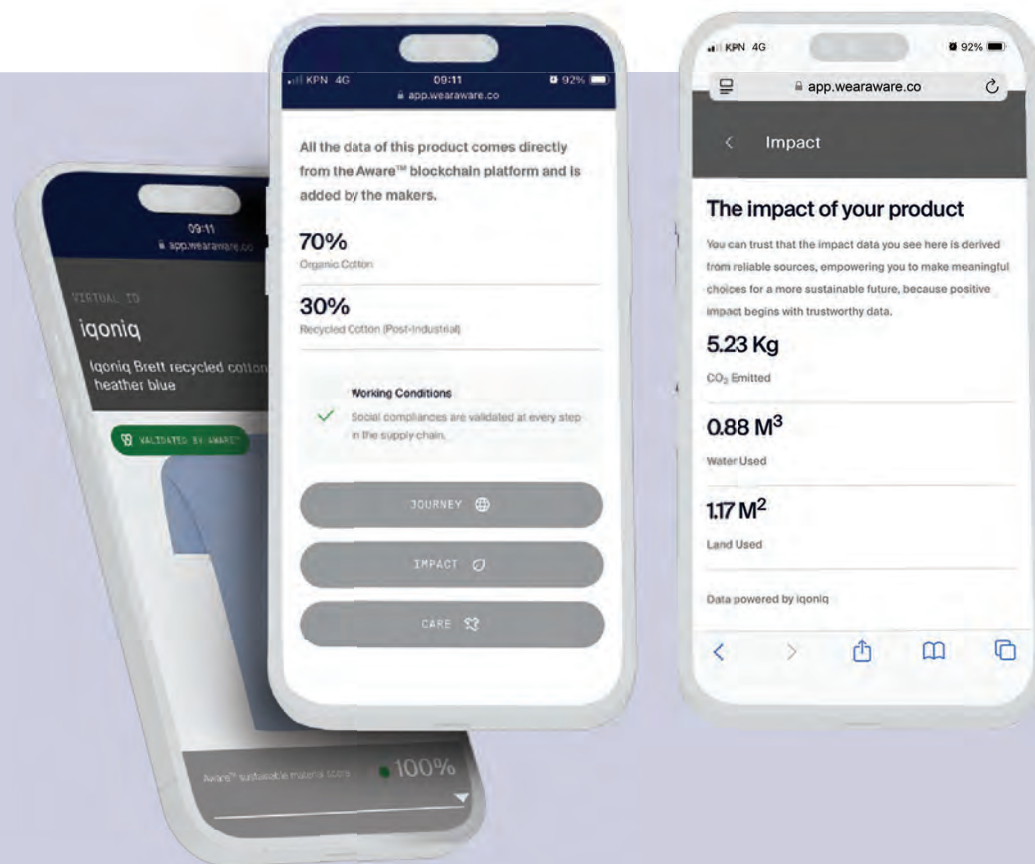 09:11
app.wearaware.co
VIRTUAL ID
iqoniq
Iqoniq Brett recycled cotton
heather blue
VALIDATED BY AWARE™
Aware™ sustainable material score
100%
KPN 4G
09:11
92%
app.wearaware.co
All the data of this product comes directly
from the Aware™ blockchain platform and is
added by the makers.
70%
Organic Cotton
30%
Recycled Cotton (Post-Industrial)
Working Conditions
Social compliances are validated at every step
in the supply chain.
JOURNEY
IMPACT
CARE
KPN 4G
92%
app.wearaware.co
Impact
The impact of your product
You can trust that the impact data you see here is derived
from reliable sources, empowering you to make meaningful
choices for a more sustainable future, because positive
impact begins with trustworthy data.
5.23 Kg
CO₂ Emitted
0.88 M³
Water Used
1.17 M²
Land Used
Data powered by iqoniq